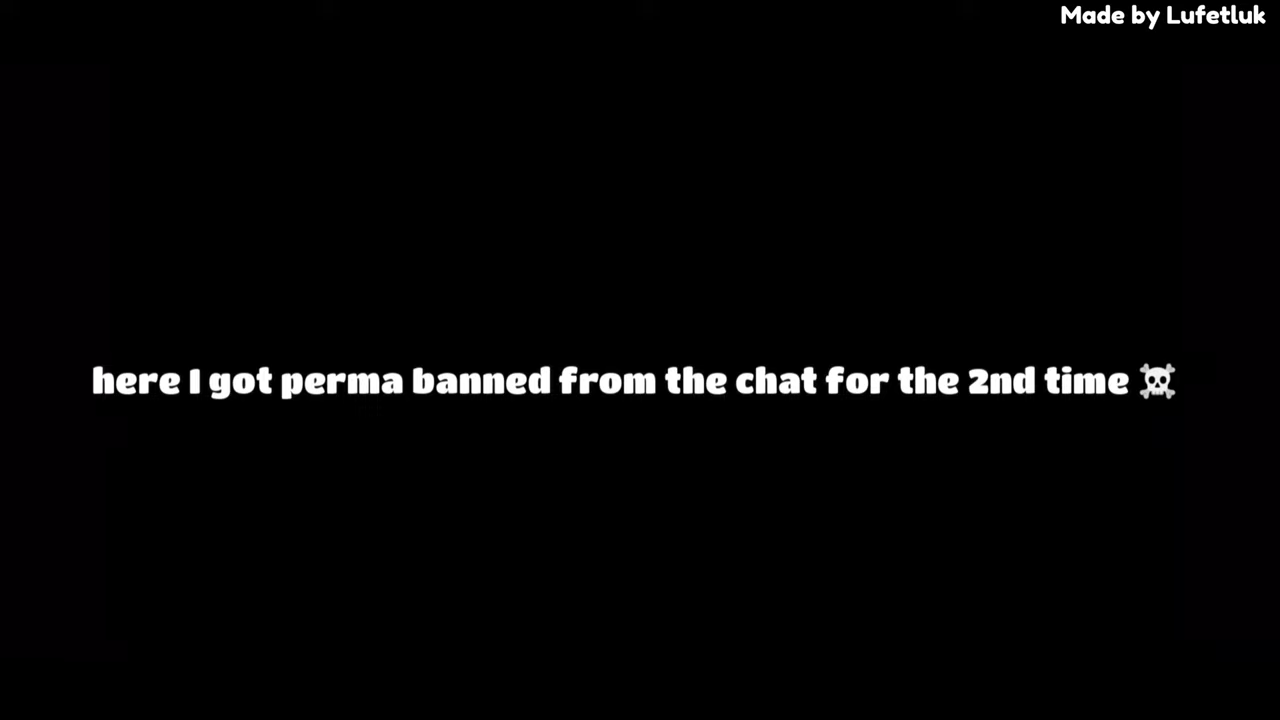 Made by Lufetluk
here I got perma banned from the chat for the 2nd time ☠️